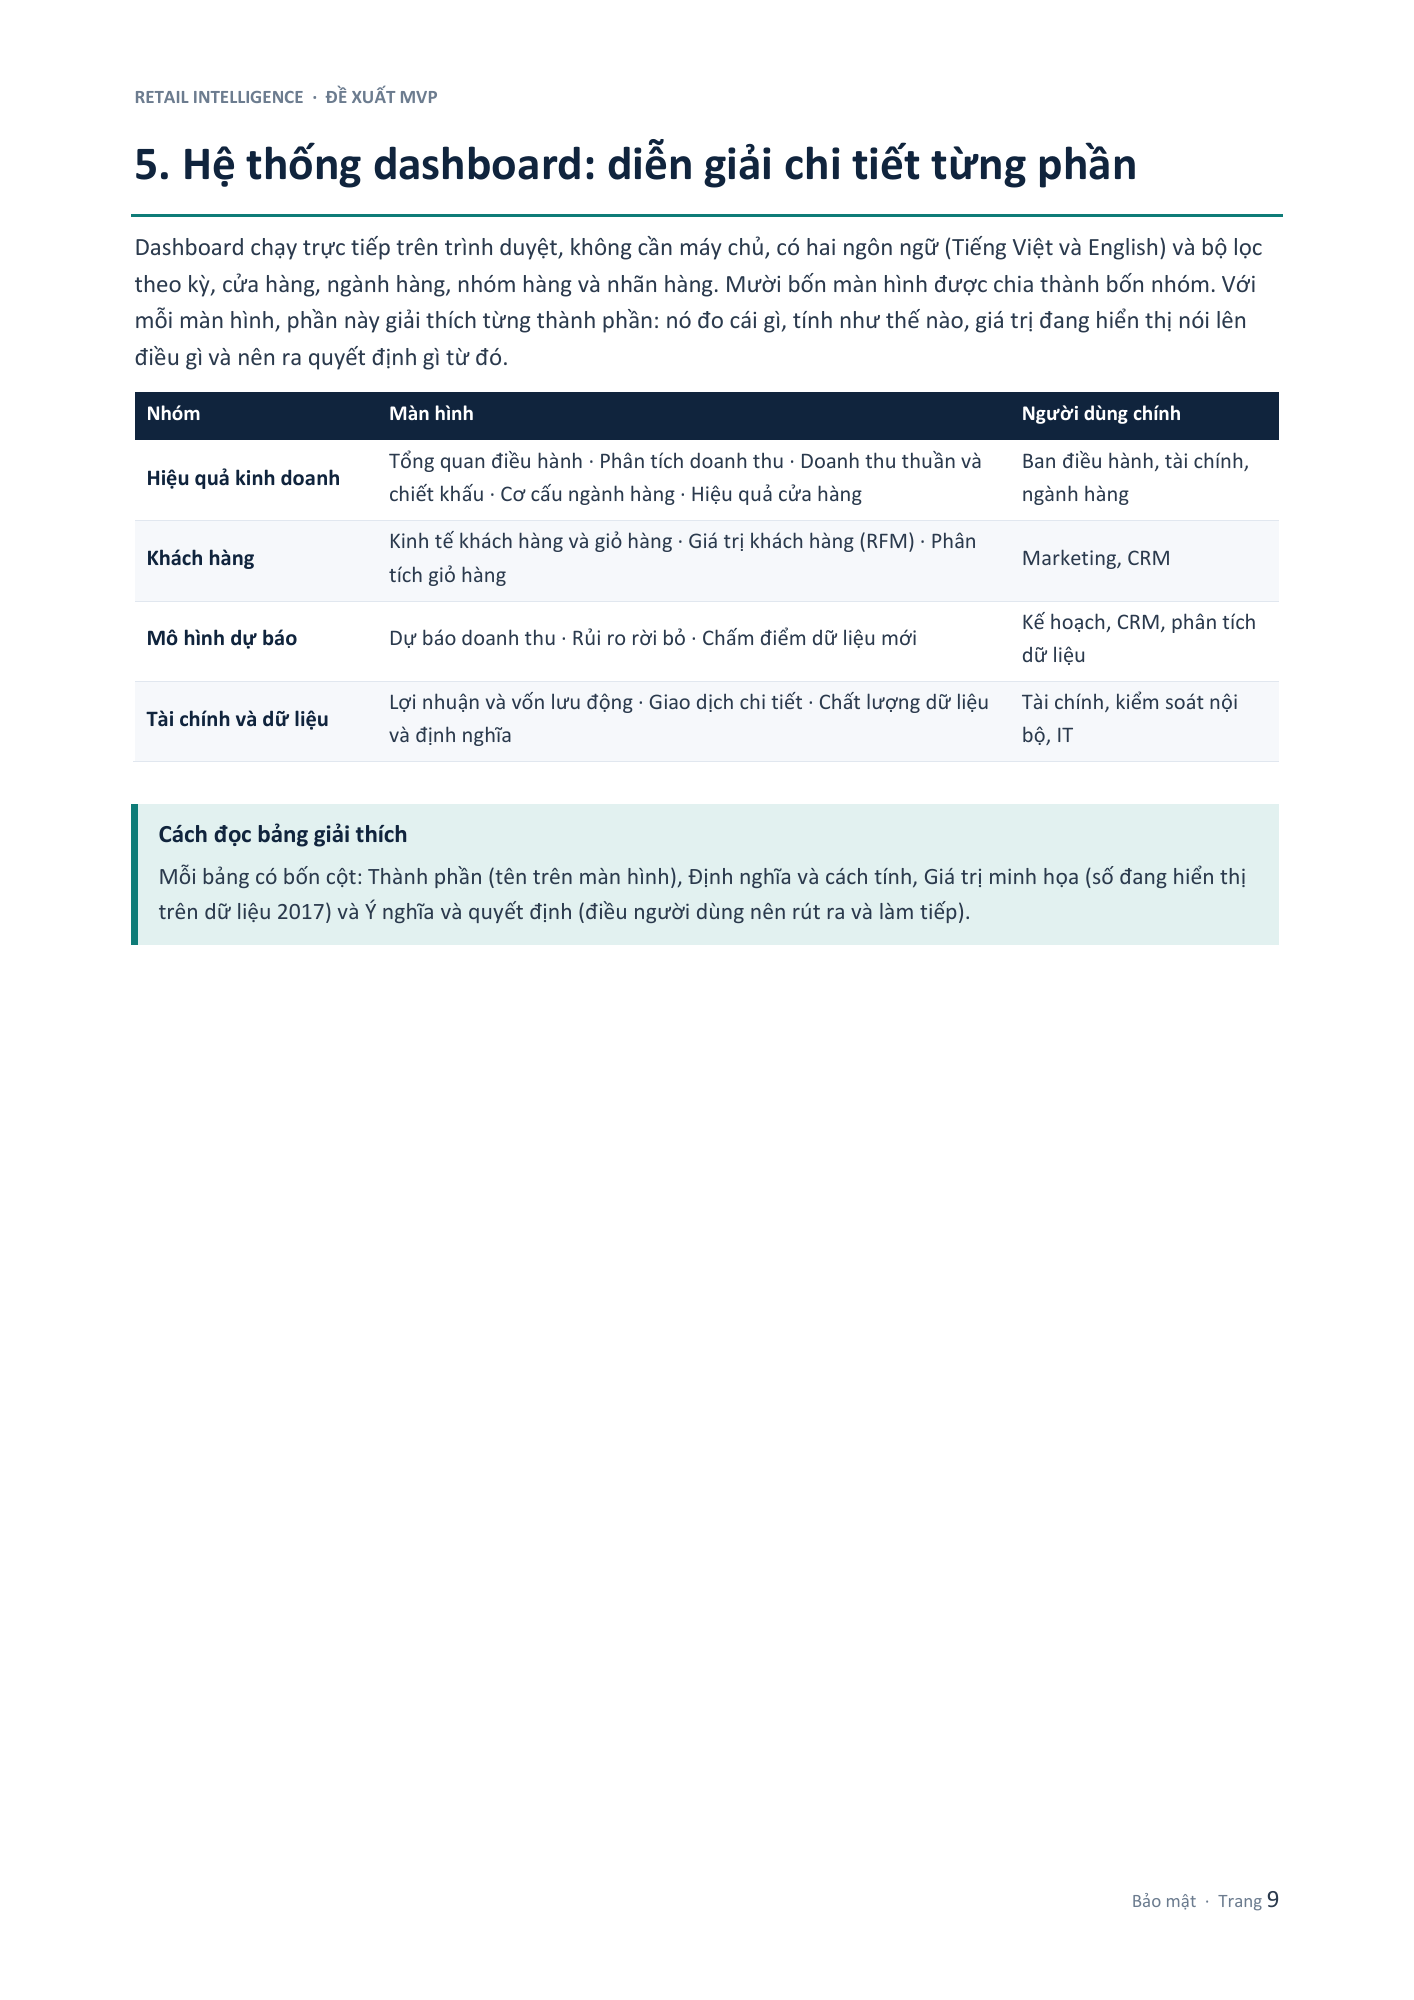 RETAIL INTELLIGENCE · ĐỀ XUẤT MVP
5. Hệ thống dashboard: diễn giải chi tiết từng phần
Dashboard chạy trực tiếp trên trình duyệt, không cần máy chủ, có hai ngôn ngữ (Tiếng Việt và English) và bộ lọc
theo kỳ, cửa hàng, ngành hàng, nhóm hàng và nhãn hàng. Mười bốn màn hình được chia thành bốn nhóm. Với
mỗi màn hình, phần này giải thích từng thành phần: nó đo cái gì, tính như thế nào, giá trị đang hiển thị nói lên
điều gì và nên ra quyết định gì từ đó.
Nhóm Màn hình Người dùng chính
Hiệu quả kinh doanh
Tổng quan điều hành · Phân tích doanh thu · Doanh thu thuần và
chiết khấu · Cơ cấu ngành hàng · Hiệu quả cửa hàng
Ban điều hành, tài chính,
ngành hàng
Khách hàng
Kinh tế khách hàng và giỏ hàng · Giá trị khách hàng (RFM) · Phân
tích giỏ hàng
Marketing, CRM
Mô hình dự báo
Dự báo doanh thu · Rủi ro rời bỏ · Chấm điểm dữ liệu mới
Kế hoạch, CRM, phân tích
dữ liệu
Tài chính và dữ liệu
Lợi nhuận và vốn lưu động · Giao dịch chi tiết · Chất lượng dữ liệu
và định nghĩa
Tài chính, kiểm soát nội
bộ, IT
Cách đọc bảng giải thích
Mỗi bảng có bốn cột: Thành phần (tên trên màn hình), Định nghĩa và cách tính, Giá trị minh họa (số đang hiển thị
trên dữ liệu 2017) và Ý nghĩa và quyết định (điều người dùng nên rút ra và làm tiếp).
Bảo mật · Trang 9